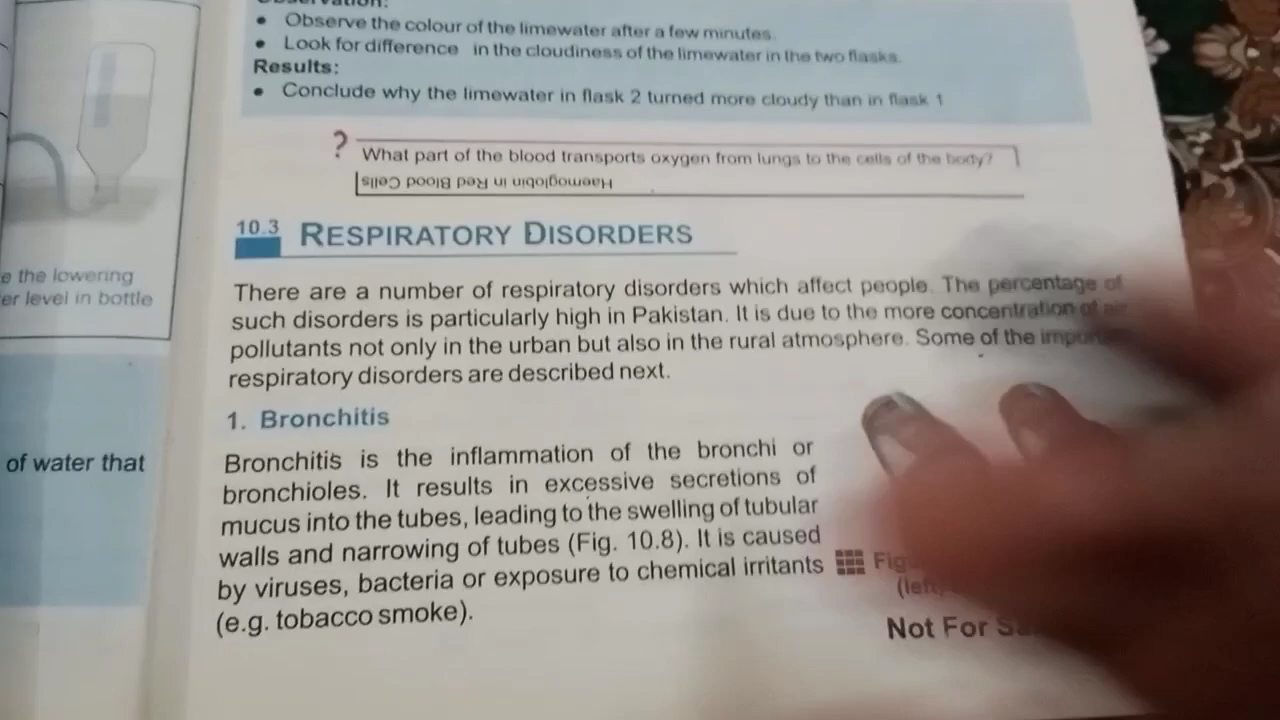 e the lowering
er level in bottle
of water that
Observation:
• Observe the colour of the limewater after a few minutes.
• Look for difference in the cloudiness of the limewater in the two flasks.
Results:
• Conclude why the limewater in flask 2 turned more cloudy than in flask 1
? What part of the blood transports oxygen from lungs to the cells of the body?
Haemoglobin in Red Blood Cells
10.3 RESPIRATORY DISORDERS
There are a number of respiratory disorders which affect people. The percentage of
such disorders is particularly high in Pakistan. It is due to the more concentration of air
pollutants not only in the urban but also in the rural atmosphere. Some of the
respiratory disorders are described next.
1. Bronchitis
Bronchitis is the inflammation of the bronchi or
bronchioles. It results in excessive secretions of
mucus into the tubes, leading to the swelling of tubular
walls and narrowing of tubes (Fig. 10.8). It is caused
by viruses, bacteria or exposure to chemical irritants
(e.g. tobacco smoke).
Fig
(left)
Not For